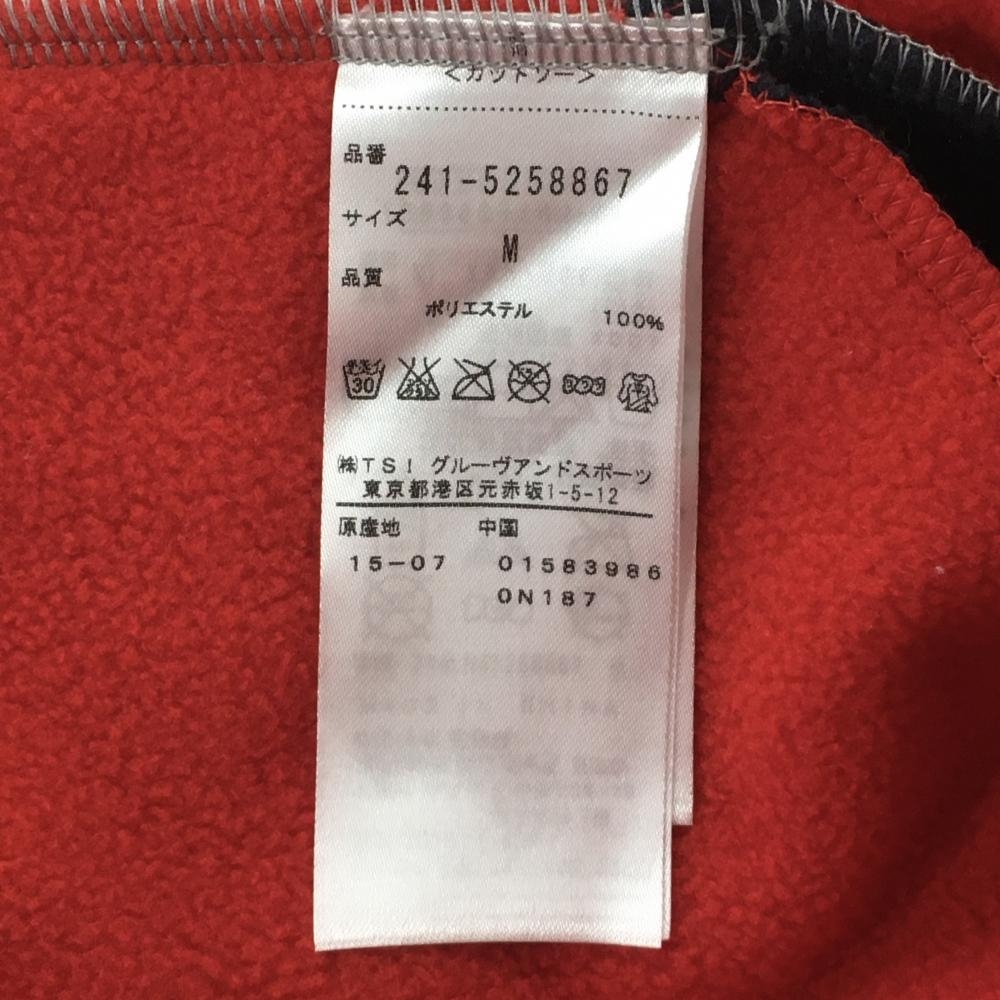 <カットソー>
品番
241-5258867
サイズ
M
品質
ポリエステル 100%
30
㈱TSI グルーヴアンドスポーツ
東京都港区元赤坂1-5-12
原産地 中国
15-07 01583986
0N187